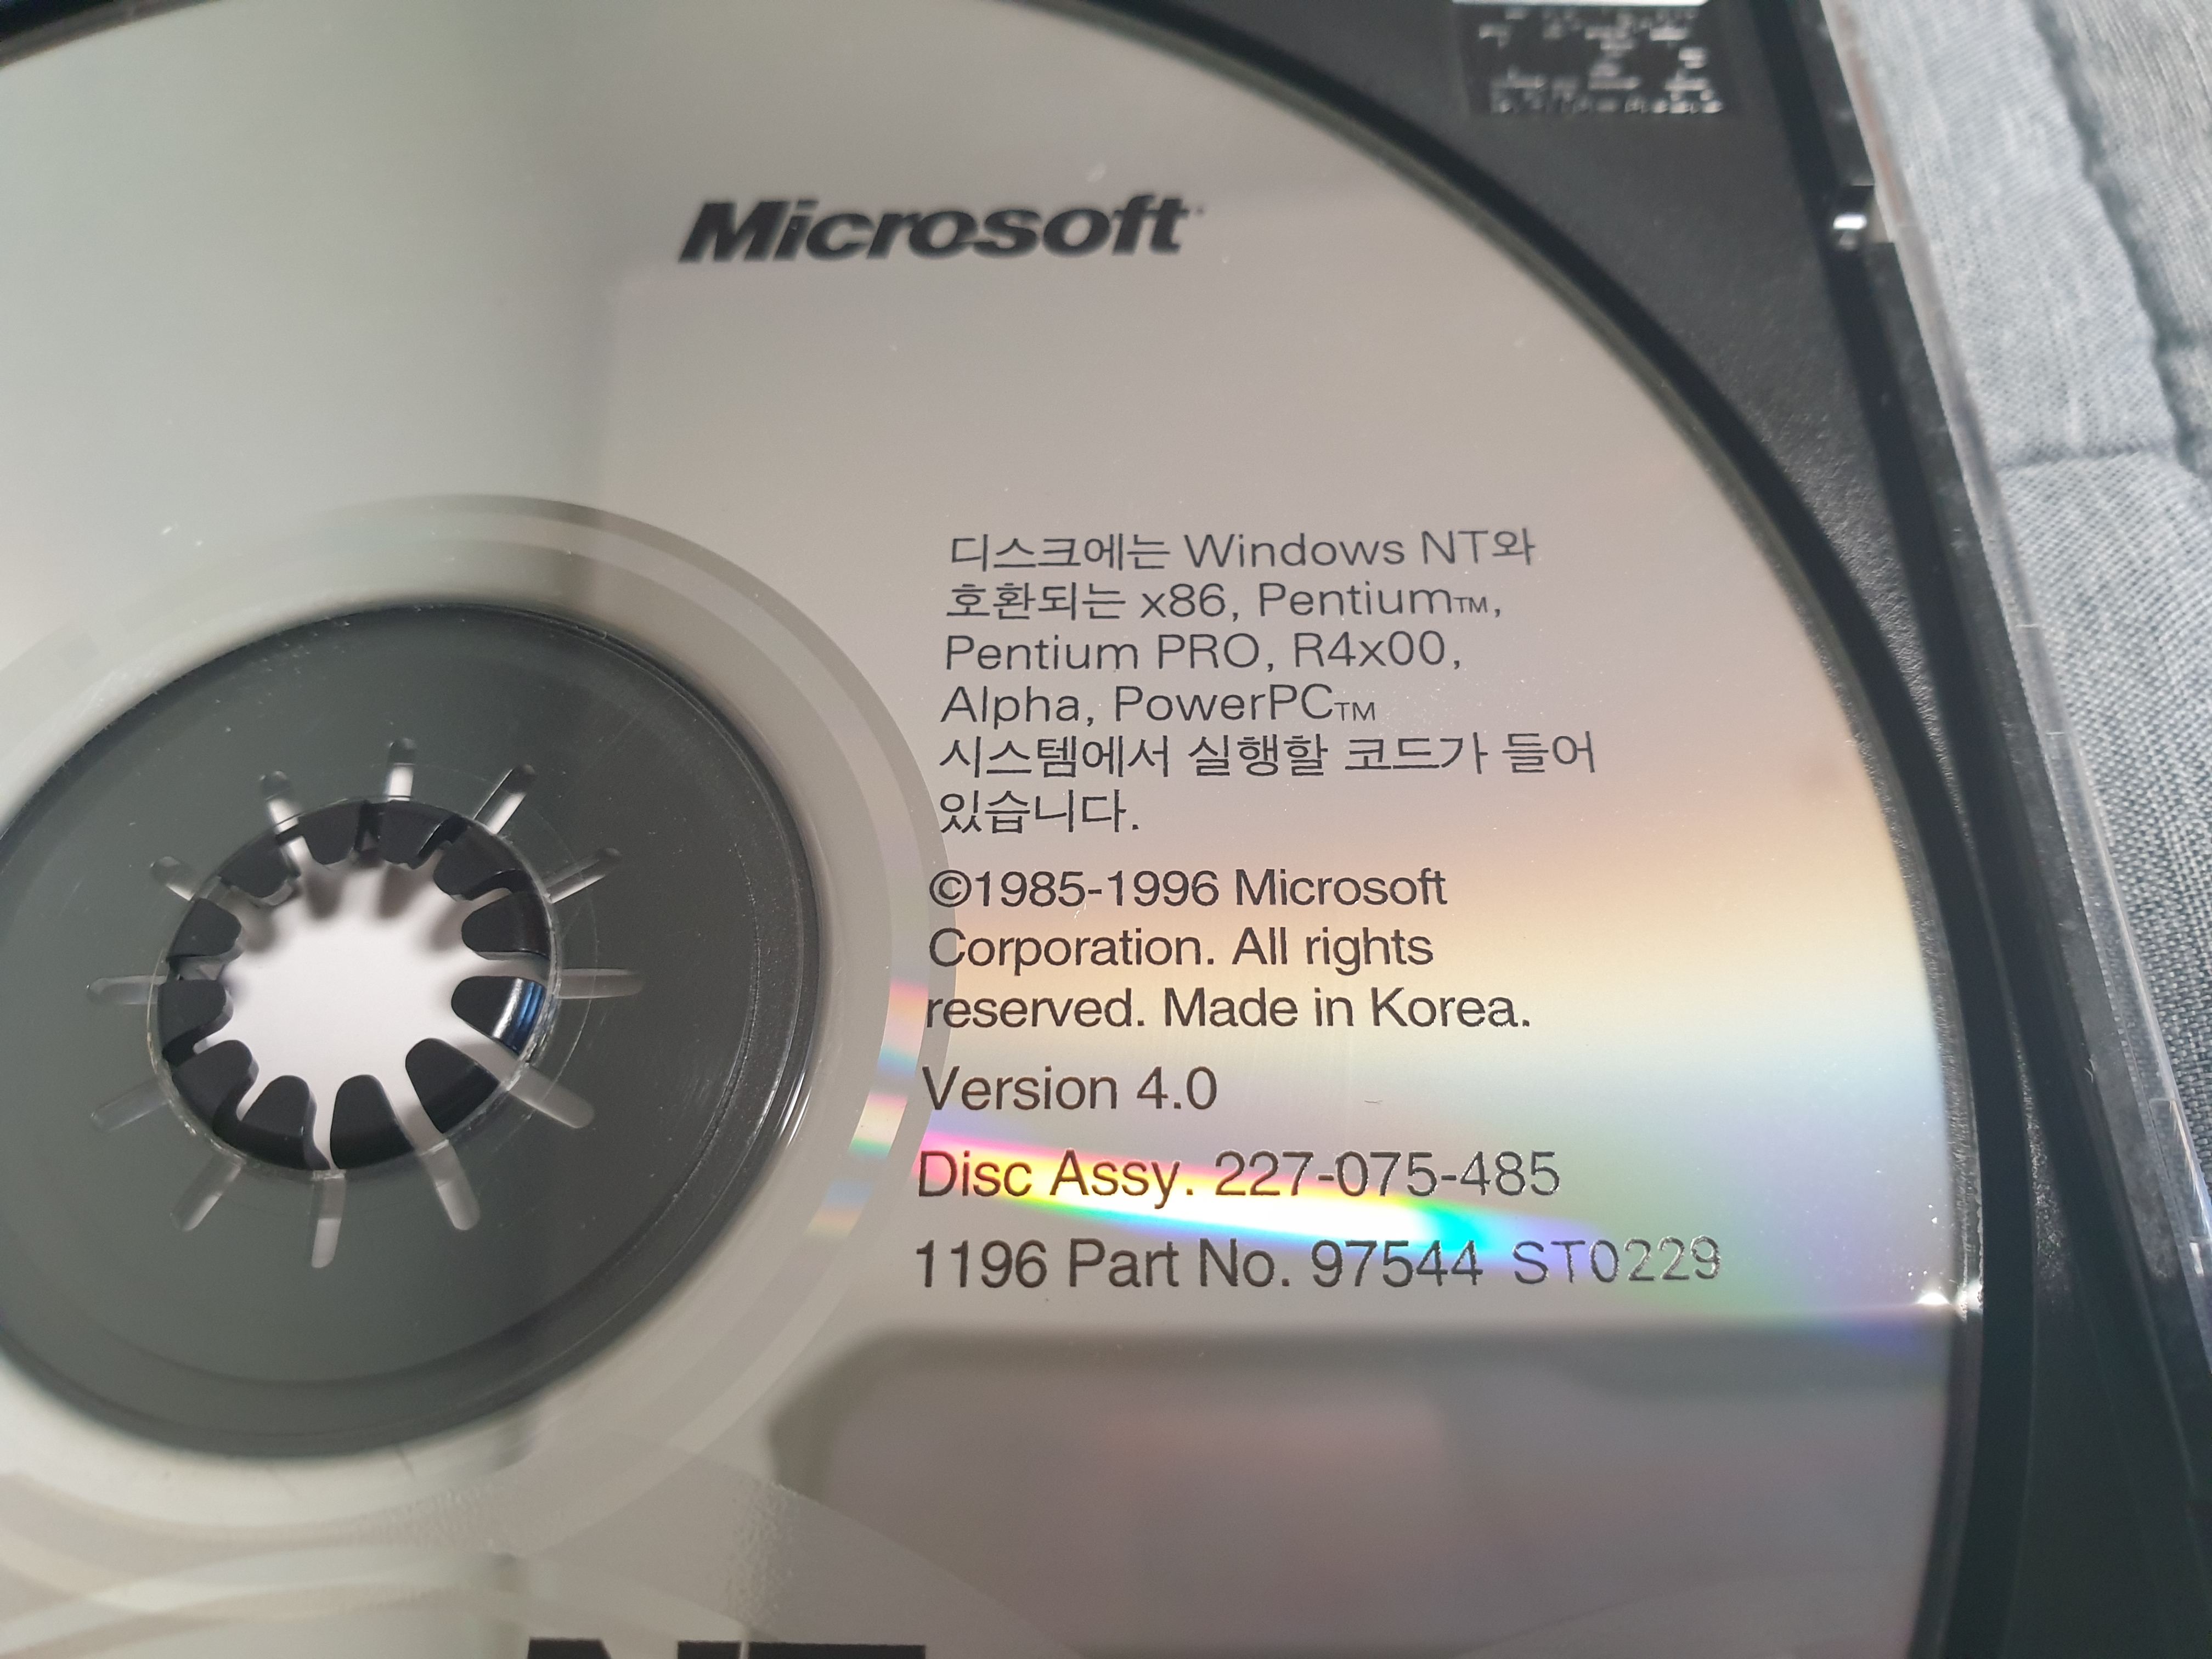 Microsoft
디스크에는 Windows NT와
호환되는 x86, Pentium™,
Pentium PRO, R4x00,
Alpha, PowerPC™
시스템에서 실행할 코드가 들어
있습니다.
©1985-1996 Microsoft
Corporation. All rights
reserved. Made in Korea.
Version 4.0
Disc Assy. 227-075-485
1196 Part No. 97544 ST0229
NT